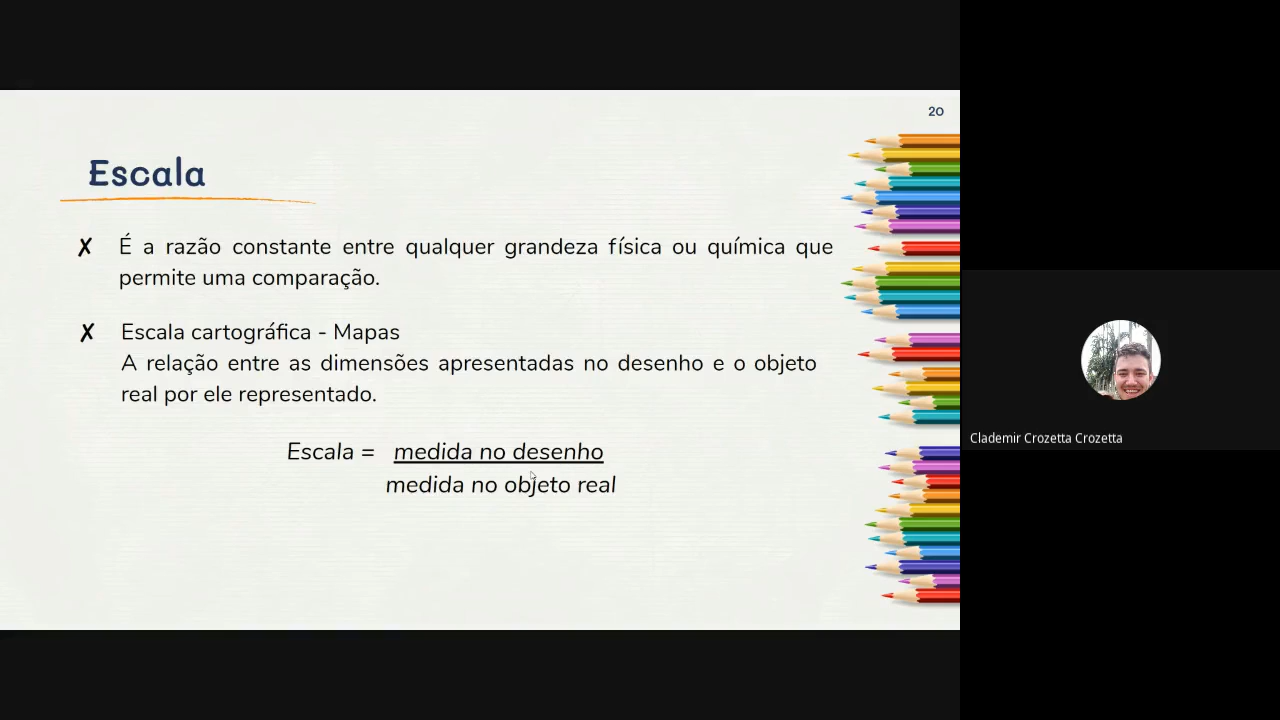 20
Escala
✗ É a razão constante entre qualquer grandeza física ou química que
permite uma comparação.
✗ Escala cartográfica - Mapas
A relação entre as dimensões apresentadas no desenho e o objeto
real por ele representado.
Escala = medida no desenho
medida no objeto real
Clademir Crozetta Crozetta